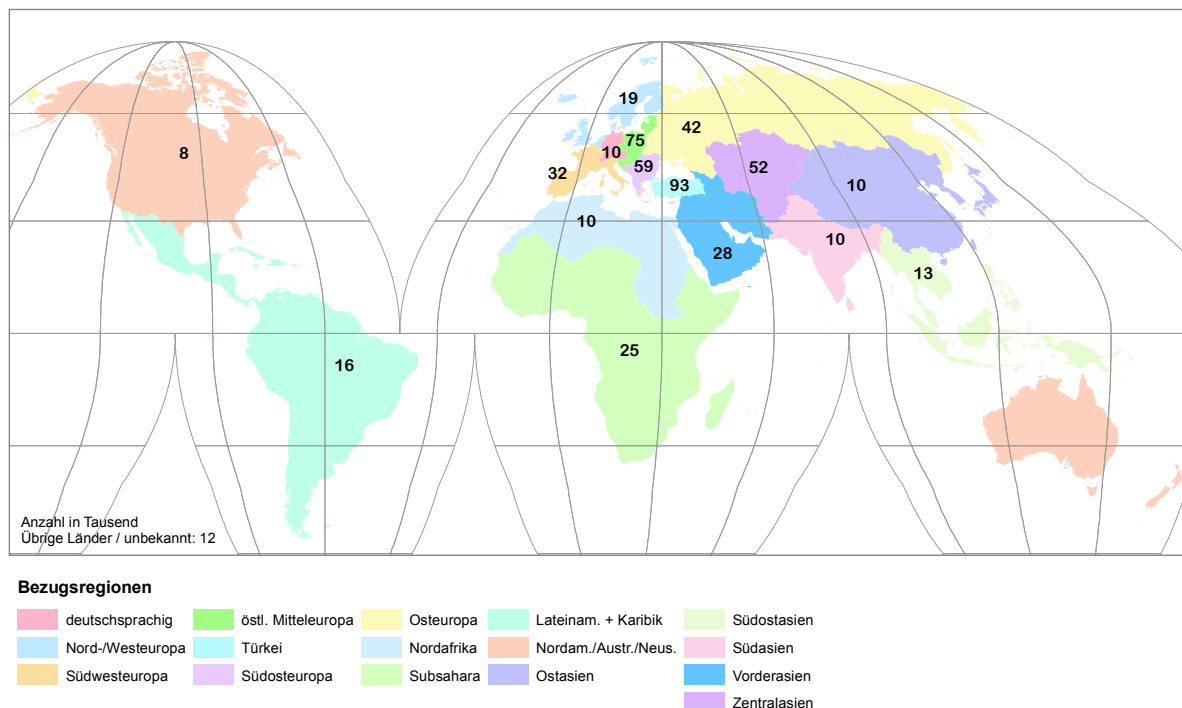 8
19
42
75
10
59
52
32
93
10
10
10
28
13
25
16
Anzahl in Tausend
Übrige Länder / unbekannt: 12
Bezugsregionen
deutschsprachig
Nord-/Westeuropa
Südwesteuropa
östl. Mitteleuropa
Türkei
Südosteuropa
Osteuropa
Nordafrika
Subsahara
Lateinam. + Karibik
Nordam./Austr./Neus.
Ostasien
Südostasien
Südasien
Vorderasien
Zentralasien